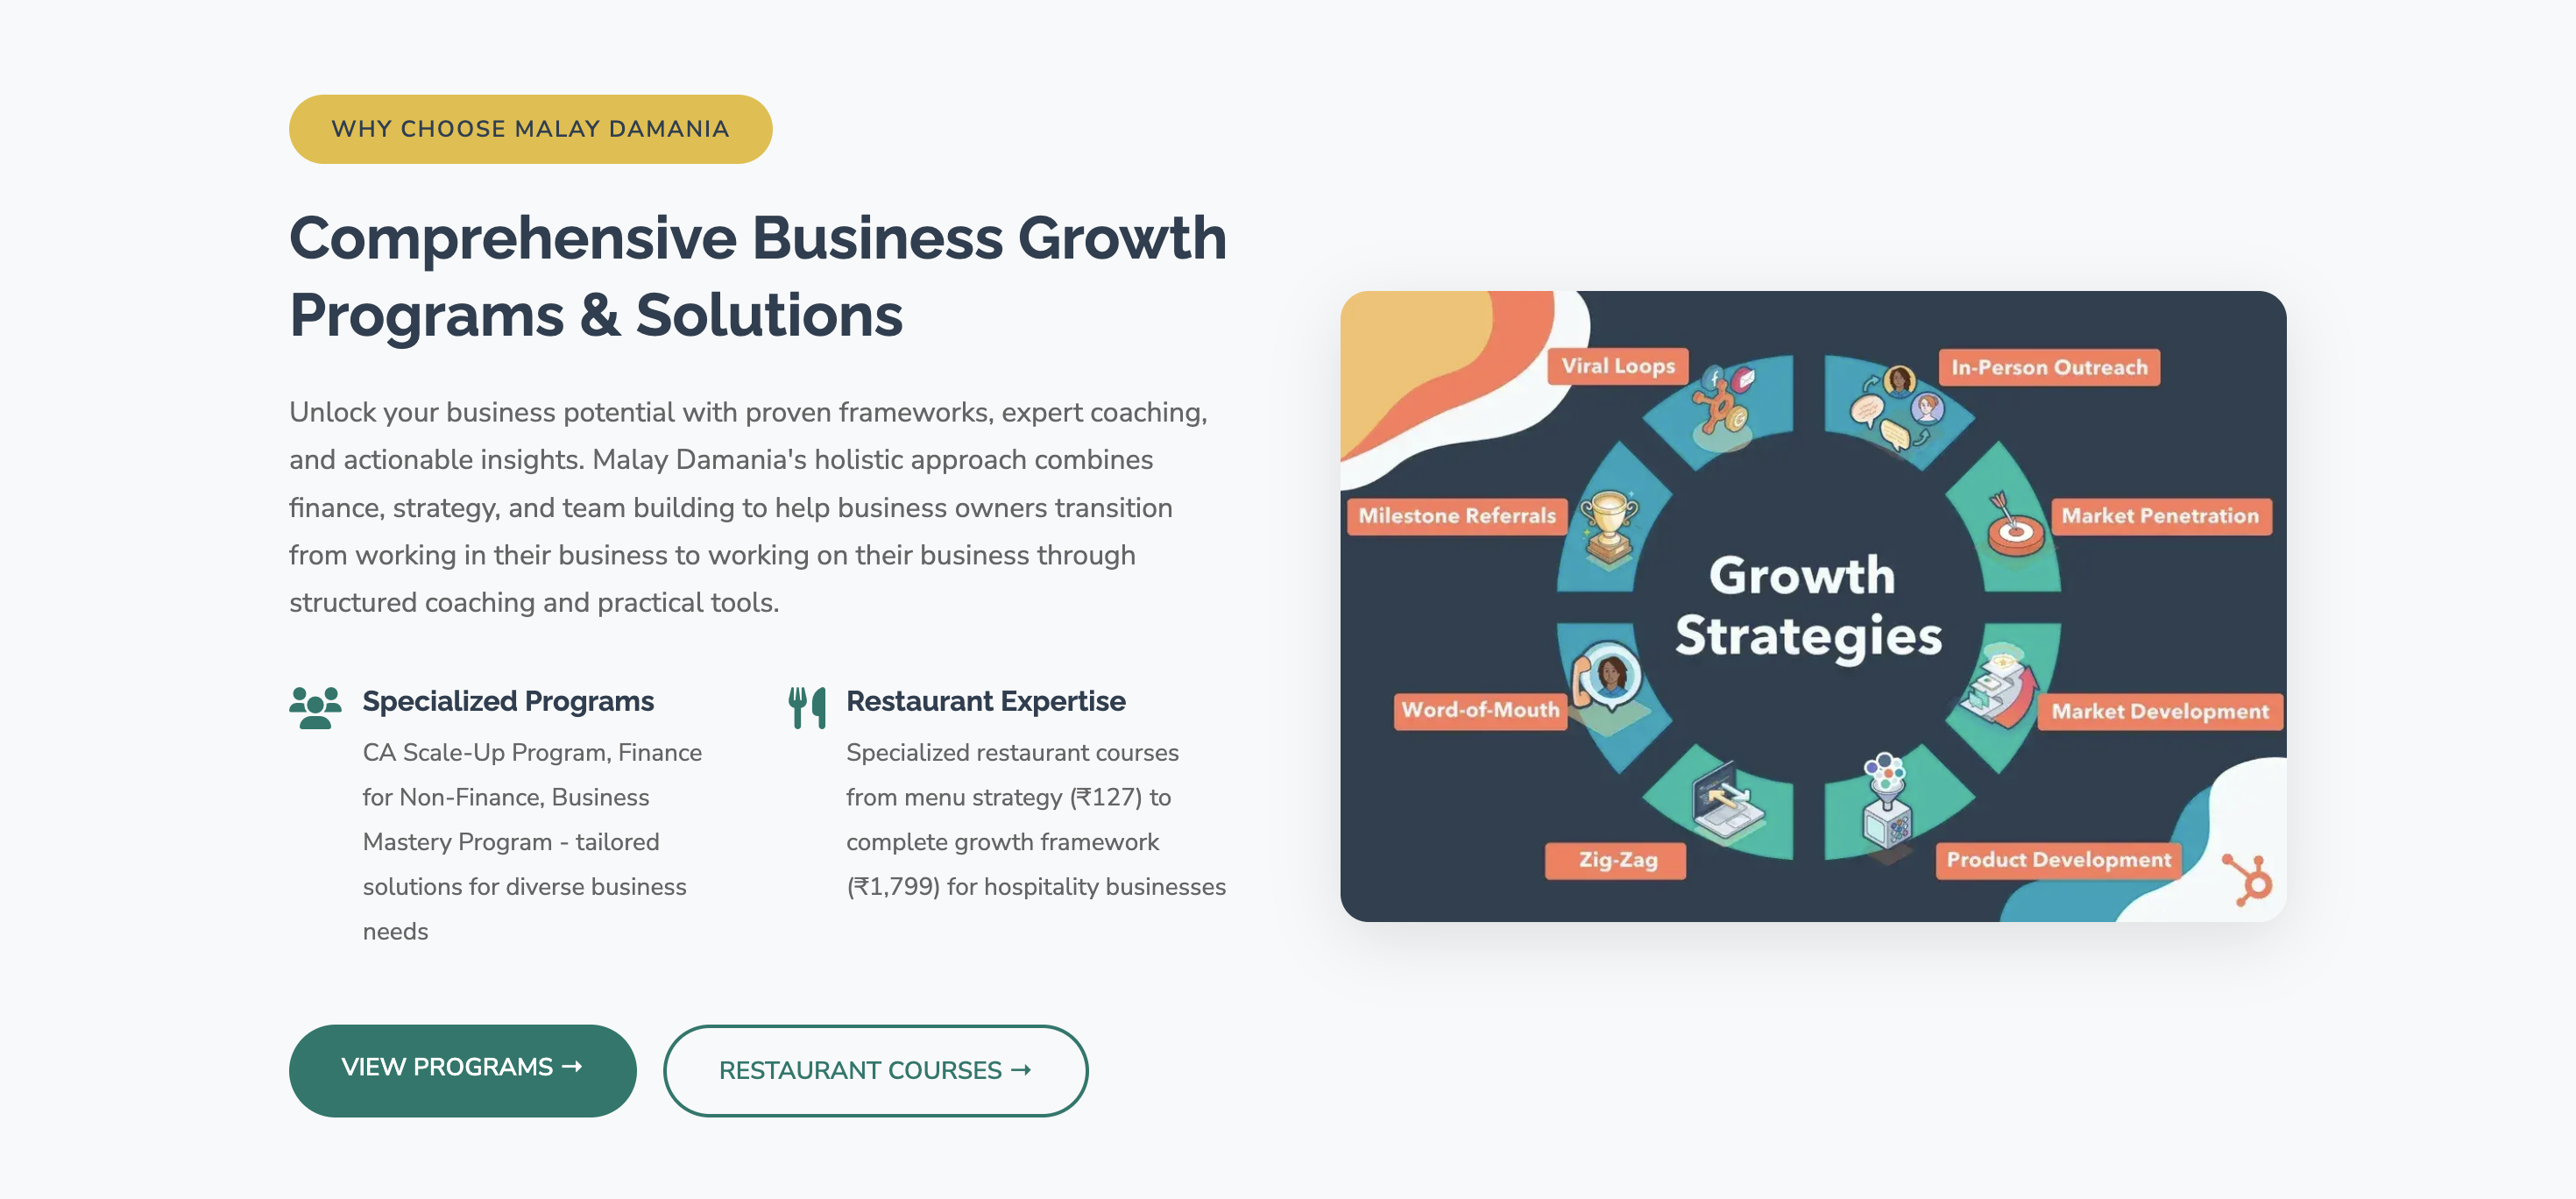 WHY CHOOSE MALAY DAMANIA
Comprehensive Business Growth
Programs & Solutions
Unlock your business potential with proven frameworks, expert coaching,
and actionable insights. Malay Damania's holistic approach combines
finance, strategy, and team building to help business owners transition
from working in their business to working on their business through
structured coaching and practical tools.
Specialized Programs
CA Scale-Up Program, Finance
for Non-Finance, Business
Mastery Program - tailored
solutions for diverse business
needs
Restaurant Expertise
Specialized restaurant courses
from menu strategy (₹127) to
complete growth framework
(₹1,799) for hospitality businesses
VIEW PROGRAMS →
RESTAURANT COURSES →
Viral Loops
In-Person Outreach
Milestone Referrals
Market Penetration
Growth
Strategies
Word-of-Mouth
Market Development
Zig-Zag
Product Development